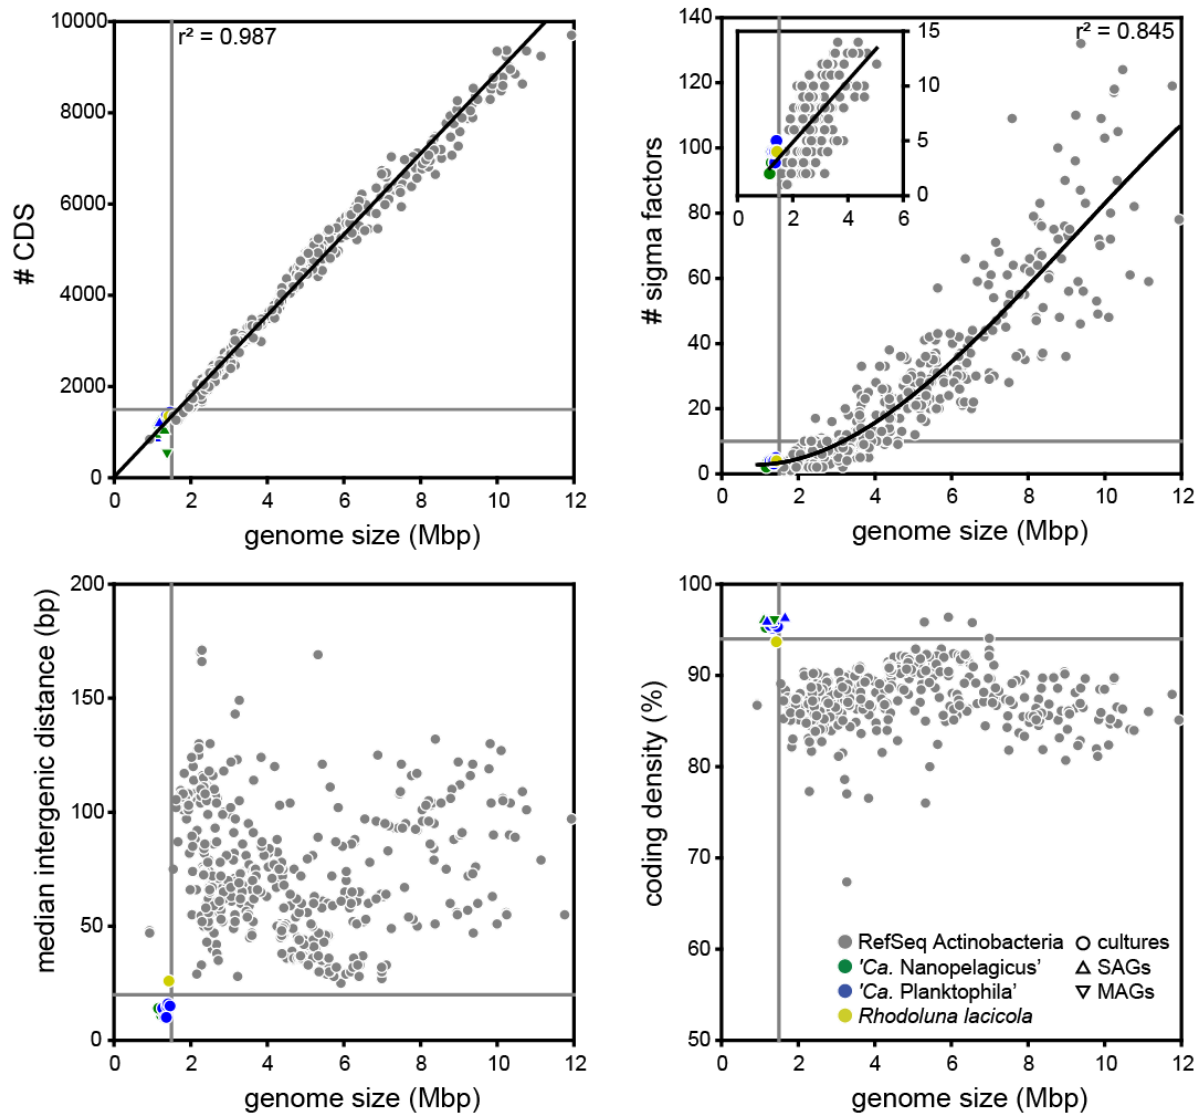 10000
8000
6000
4000
2000
0
# CDS
r² = 0.987
0 2 4 6 8 10 12
genome size (Mbp)
140
120
100
80
60
40
20
0
# sigma factors
r² = 0.845
15
10
5
0
0 2 4 6
0 2 4 6 8 10 12
genome size (Mbp)
200
150
100
50
0
median intergenic distance (bp)
0 2 4 6 8 10 12
genome size (Mbp)
100
90
80
70
60
50
coding density (%)
RefSeq Actinobacteria
'Ca. Nanopelagicus’
'Ca. Planktophila’
Rhodoluna lacicola
cultures
SAGs
MAGs
0 2 4 6 8 10 12
genome size (Mbp)